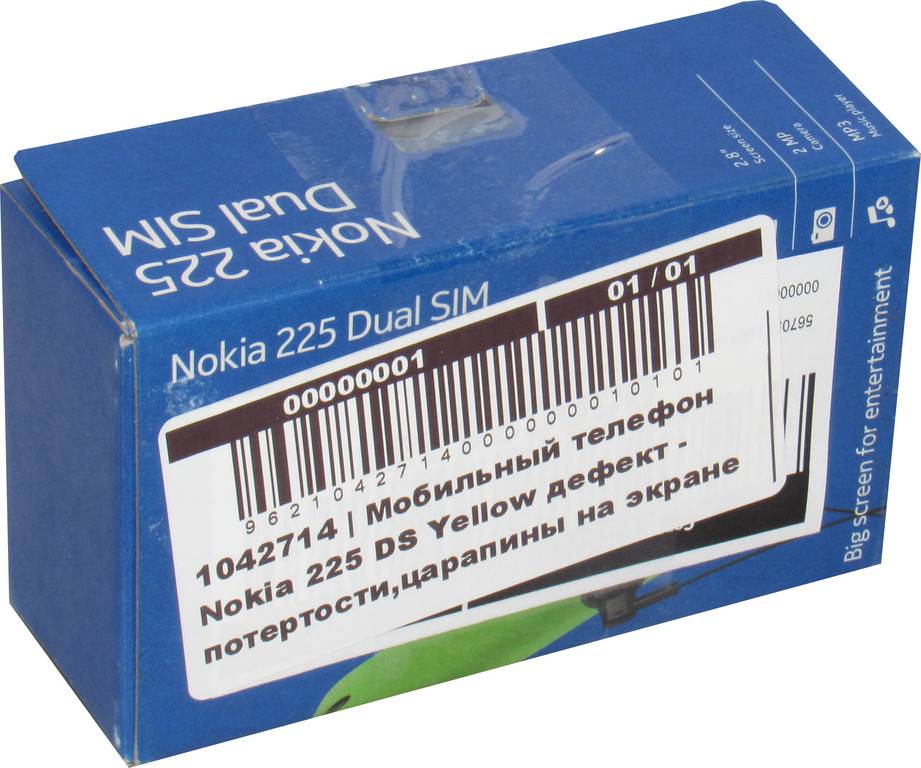 Nokia 225
Dual SIM
2.8"
Screen size
2 MP
Camera
MP3
Music player
Nokia 225 Dual SIM
00000001
01 / 01
96210427140000000010101
1042714 | Мобильный телефон
Nokia 225 DS Yellow дефект -
потертости,царапины на экране
Big screen for entertainment